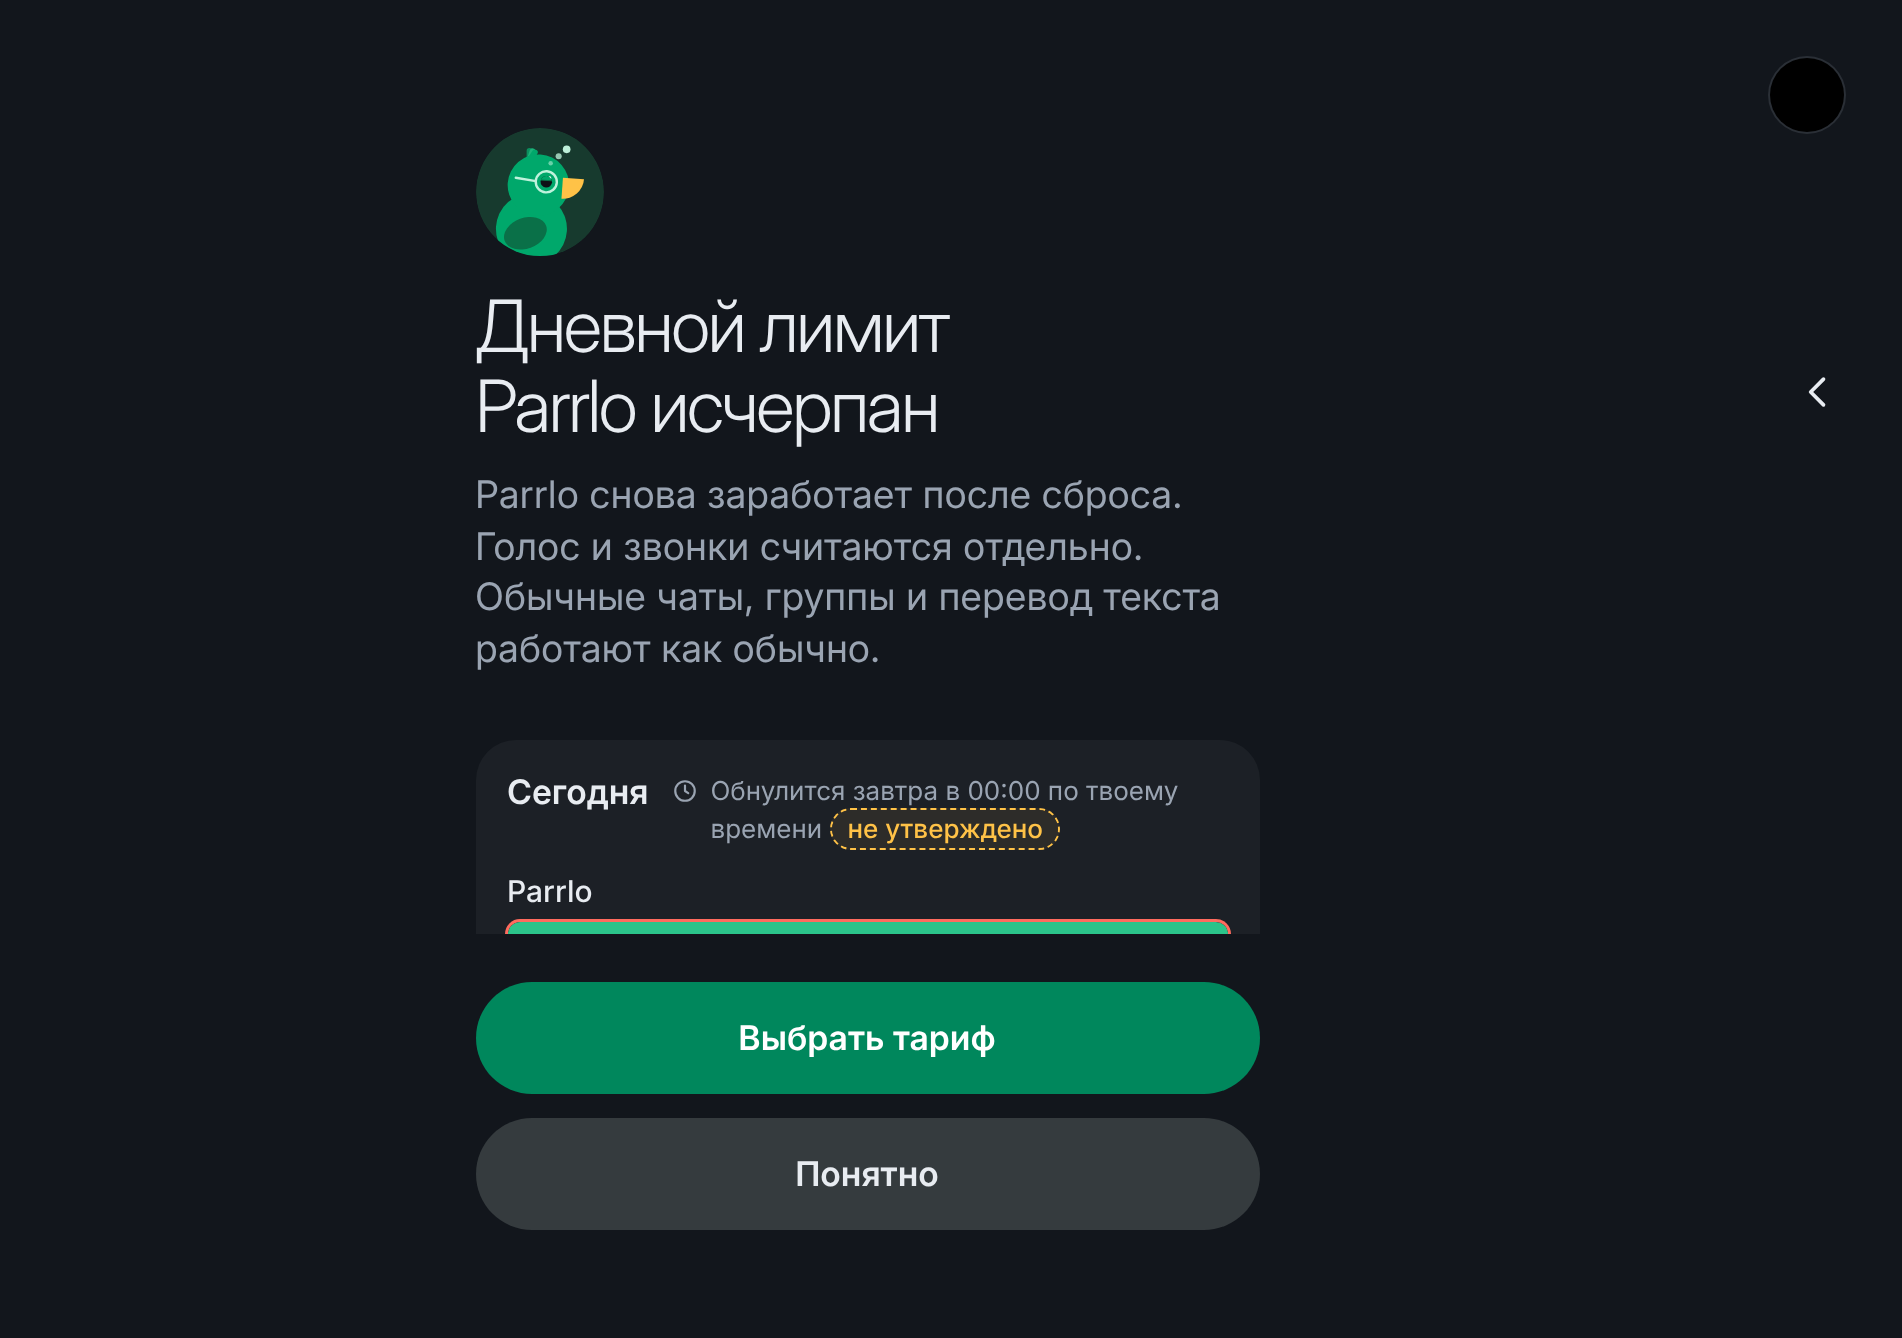 Дневной лимит
Parrlo исчерпан
Parrlo снова заработает после сброса.
Голос и звонки считаются отдельно.
Обычные чаты, группы и перевод текста
работают как обычно.
Сегодня Обнулится завтра в 00:00 по твоему
времени не утверждено
Parrlo
Выбрать тариф
Понятно